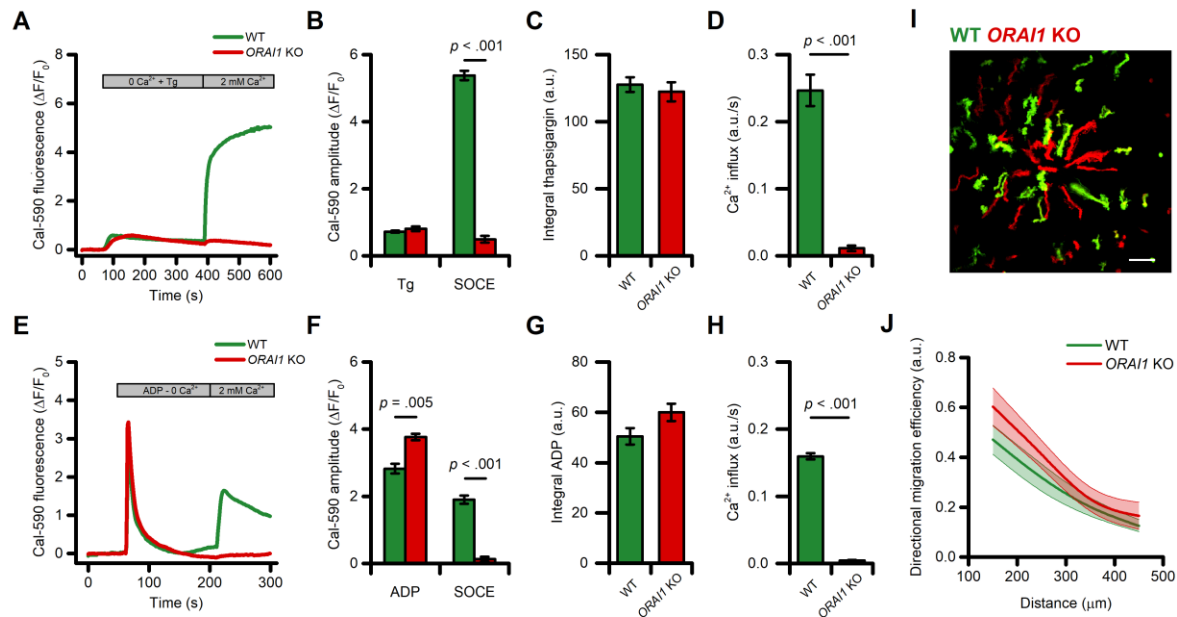 A
WT
ORAI1 KO
Cal-590 fluorescence (ΔF/F₀)
8
6
4
2
0
0 Ca²⁺ + Tg
2 mM Ca²⁺
0 100 200 300 400 500 600
Time (s)
B
p < .001
Cal-590 amplitude (ΔF/F₀)
6
4
2
0
Tg SOCE
C
Integral thapsigargin (a.u.)
150
100
50
0
WT
ORAI1 KO
D
p < .001
Ca²⁺ influx (a.u./s)
0.3
0.2
0.1
0.0
WT
ORAI1 KO
I
WT ORAI1 KO
E
WT
ORAI1 KO
Cal-590 fluorescence (ΔF/F₀)
5
4
3
2
1
0
ADP - 0 Ca²⁺
2 mM Ca²⁺
0 100 200 300
Time (s)
F
p = .005
p < .001
Cal-590 amplitude (ΔF/F₀)
5
4
3
2
1
0
ADP SOCE
G
Integral ADP (a.u.)
80
60
40
20
0
WT
ORAI1 KO
H
p < .001
Ca²⁺ influx (a.u./s)
0.3
0.2
0.1
0.0
WT
ORAI1 KO
J
WT
ORAI1 KO
Directional migration efficiency (a.u.)
0.8
0.6
0.4
0.2
0.0
100 200 300 400 500
Distance (μm)